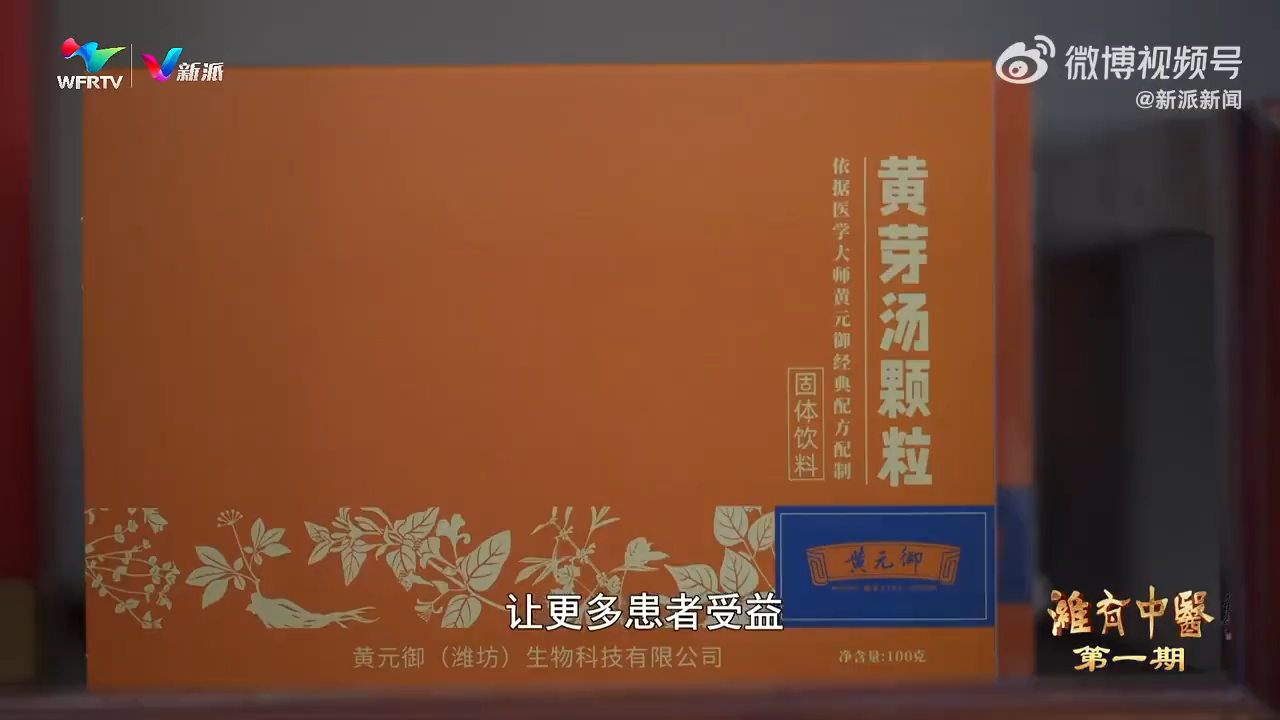 WFRTV
新派
微博视频号
@新派新闻
黄芽汤颗粒
依据医学大师黄元御经典配方配制
固体饮料
黄元御
让更多患者受益
黄元御（潍坊）生物科技有限公司
净含量:100克
潍有中醫
第一期